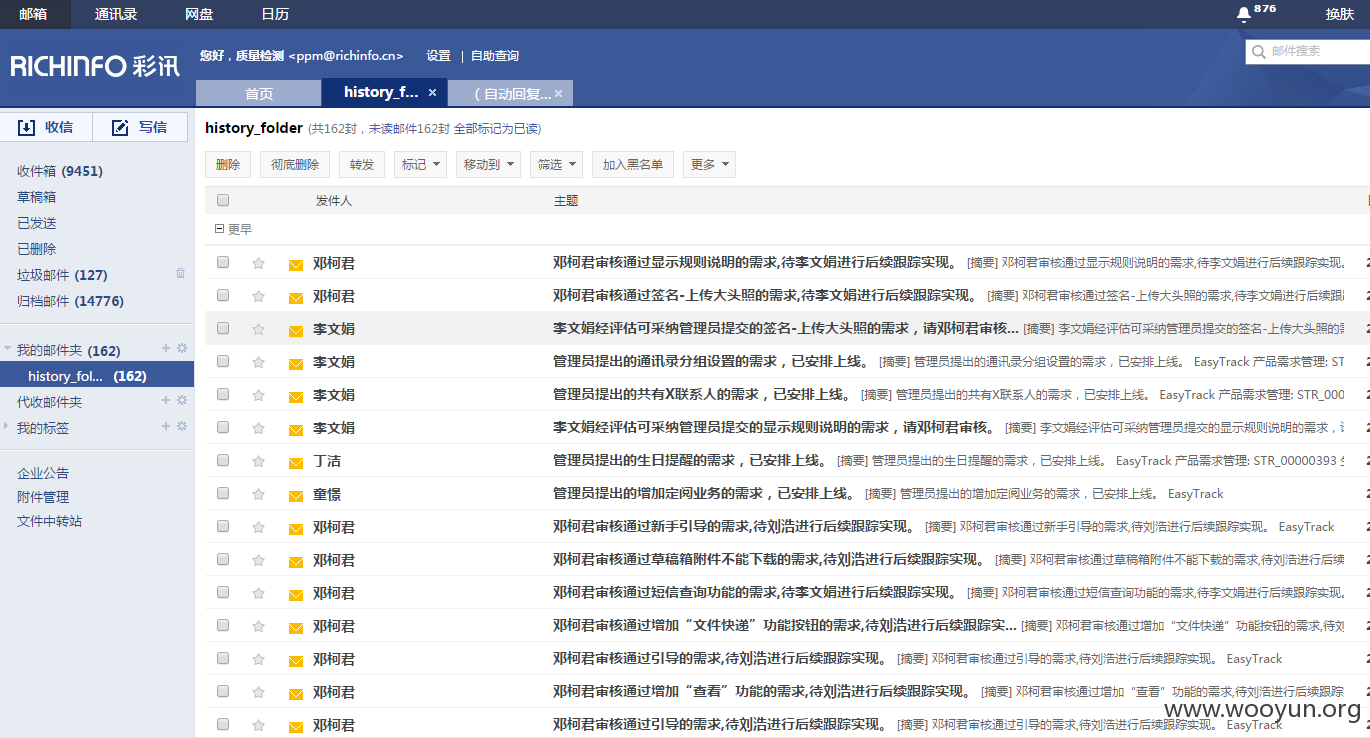 邮箱 通讯录 网盘 日历 876 换肤
RICHINFO 彩讯 您好，质量检测 <ppm@richinfo.cn> 设置 | 自助查询 邮件搜索
首页 history_f... × （ 自动回复... ×
收信 写信
history_folder (共162封，未读邮件162封 全部标记为已读)
删除 彻底删除 转发 标记 移动到 筛选 加入黑名单 更多
发件人 主题
更早
收件箱 (9451)
草稿箱
已发送
已删除
垃圾邮件 (127)
归档邮件 (14776)
我的邮件夹 (162)
history_fol... (162)
代收邮件夹
我的标签
企业公告
附件管理
文件中转站
邓柯君 邓柯君审核通过显示规则说明的需求,待李文娟进行后续跟踪实现。 [摘要] 邓柯君审核通过显示规则说明的需求,待李文娟进行后续跟踪实现。
邓柯君 邓柯君审核通过签名-上传大头照的需求,待李文娟进行后续跟踪实现。 [摘要] 邓柯君审核通过签名-上传大头照的需求,待李文娟进行后续跟
李文娟 李文娟经评估可采纳管理员提交的签名-上传大头照的需求，请邓柯君审核... [摘要] 李文娟经评估可采纳管理员提交的签名-上传大头照的
李文娟 管理员提出的通讯录分组设置的需求，已安排上线。 [摘要] 管理员提出的通讯录分组设置的需求，已安排上线。 EasyTrack 产品需求管理: ST
李文娟 管理员提出的共有X联系人的需求，已安排上线。 [摘要] 管理员提出的共有X联系人的需求，已安排上线。 EasyTrack 产品需求管理: STR_000
李文娟 李文娟经评估可采纳管理员提交的显示规则说明的需求，请邓柯君审核。 [摘要] 李文娟经评估可采纳管理员提交的显示规则说明的需求，
丁洁 管理员提出的生日提醒的需求，已安排上线。 [摘要] 管理员提出的生日提醒的需求，已安排上线。 EasyTrack 产品需求管理: STR_00000393
童憬 管理员提出的增加定阅业务的需求，已安排上线。 [摘要] 管理员提出的增加定阅业务的需求，已安排上线。 EasyTrack
邓柯君 邓柯君审核通过新手引导的需求,待刘浩进行后续跟踪实现。 [摘要] 邓柯君审核通过新手引导的需求,待刘浩进行后续跟踪实现。 EasyTrack
邓柯君 邓柯君审核通过草稿箱附件不能下载的需求,待刘浩进行后续跟踪实现。 [摘要] 邓柯君审核通过草稿箱附件不能下载的需求,待刘浩进行后续
邓柯君 邓柯君审核通过短信查询功能的需求,待李文娟进行后续跟踪实现。 [摘要] 邓柯君审核通过短信查询功能的需求,待李文娟进行后续跟踪实现。
邓柯君 邓柯君审核通过增加“文件快递”功能按钮的需求,待刘浩进行后续跟踪实... [摘要] 邓柯君审核通过增加“文件快递”功能按钮的需求,待刘
邓柯君 邓柯君审核通过引导的需求,待刘浩进行后续跟踪实现。 [摘要] 邓柯君审核通过引导的需求,待刘浩进行后续跟踪实现。 EasyTrack
邓柯君 邓柯君审核通过增加“查看”功能的需求,待刘浩进行后续跟踪实现。 [摘要] 邓柯君审核通过增加“查看”功能的需求,待刘浩进行后续跟踪
www.wooyun.org
邓柯君 邓柯君审核通过引导的需求,待刘浩进行后续跟踪实现。 [摘要] 邓柯君审核通过引导的需求,待刘浩进行后续跟踪实现。 EasyTrack